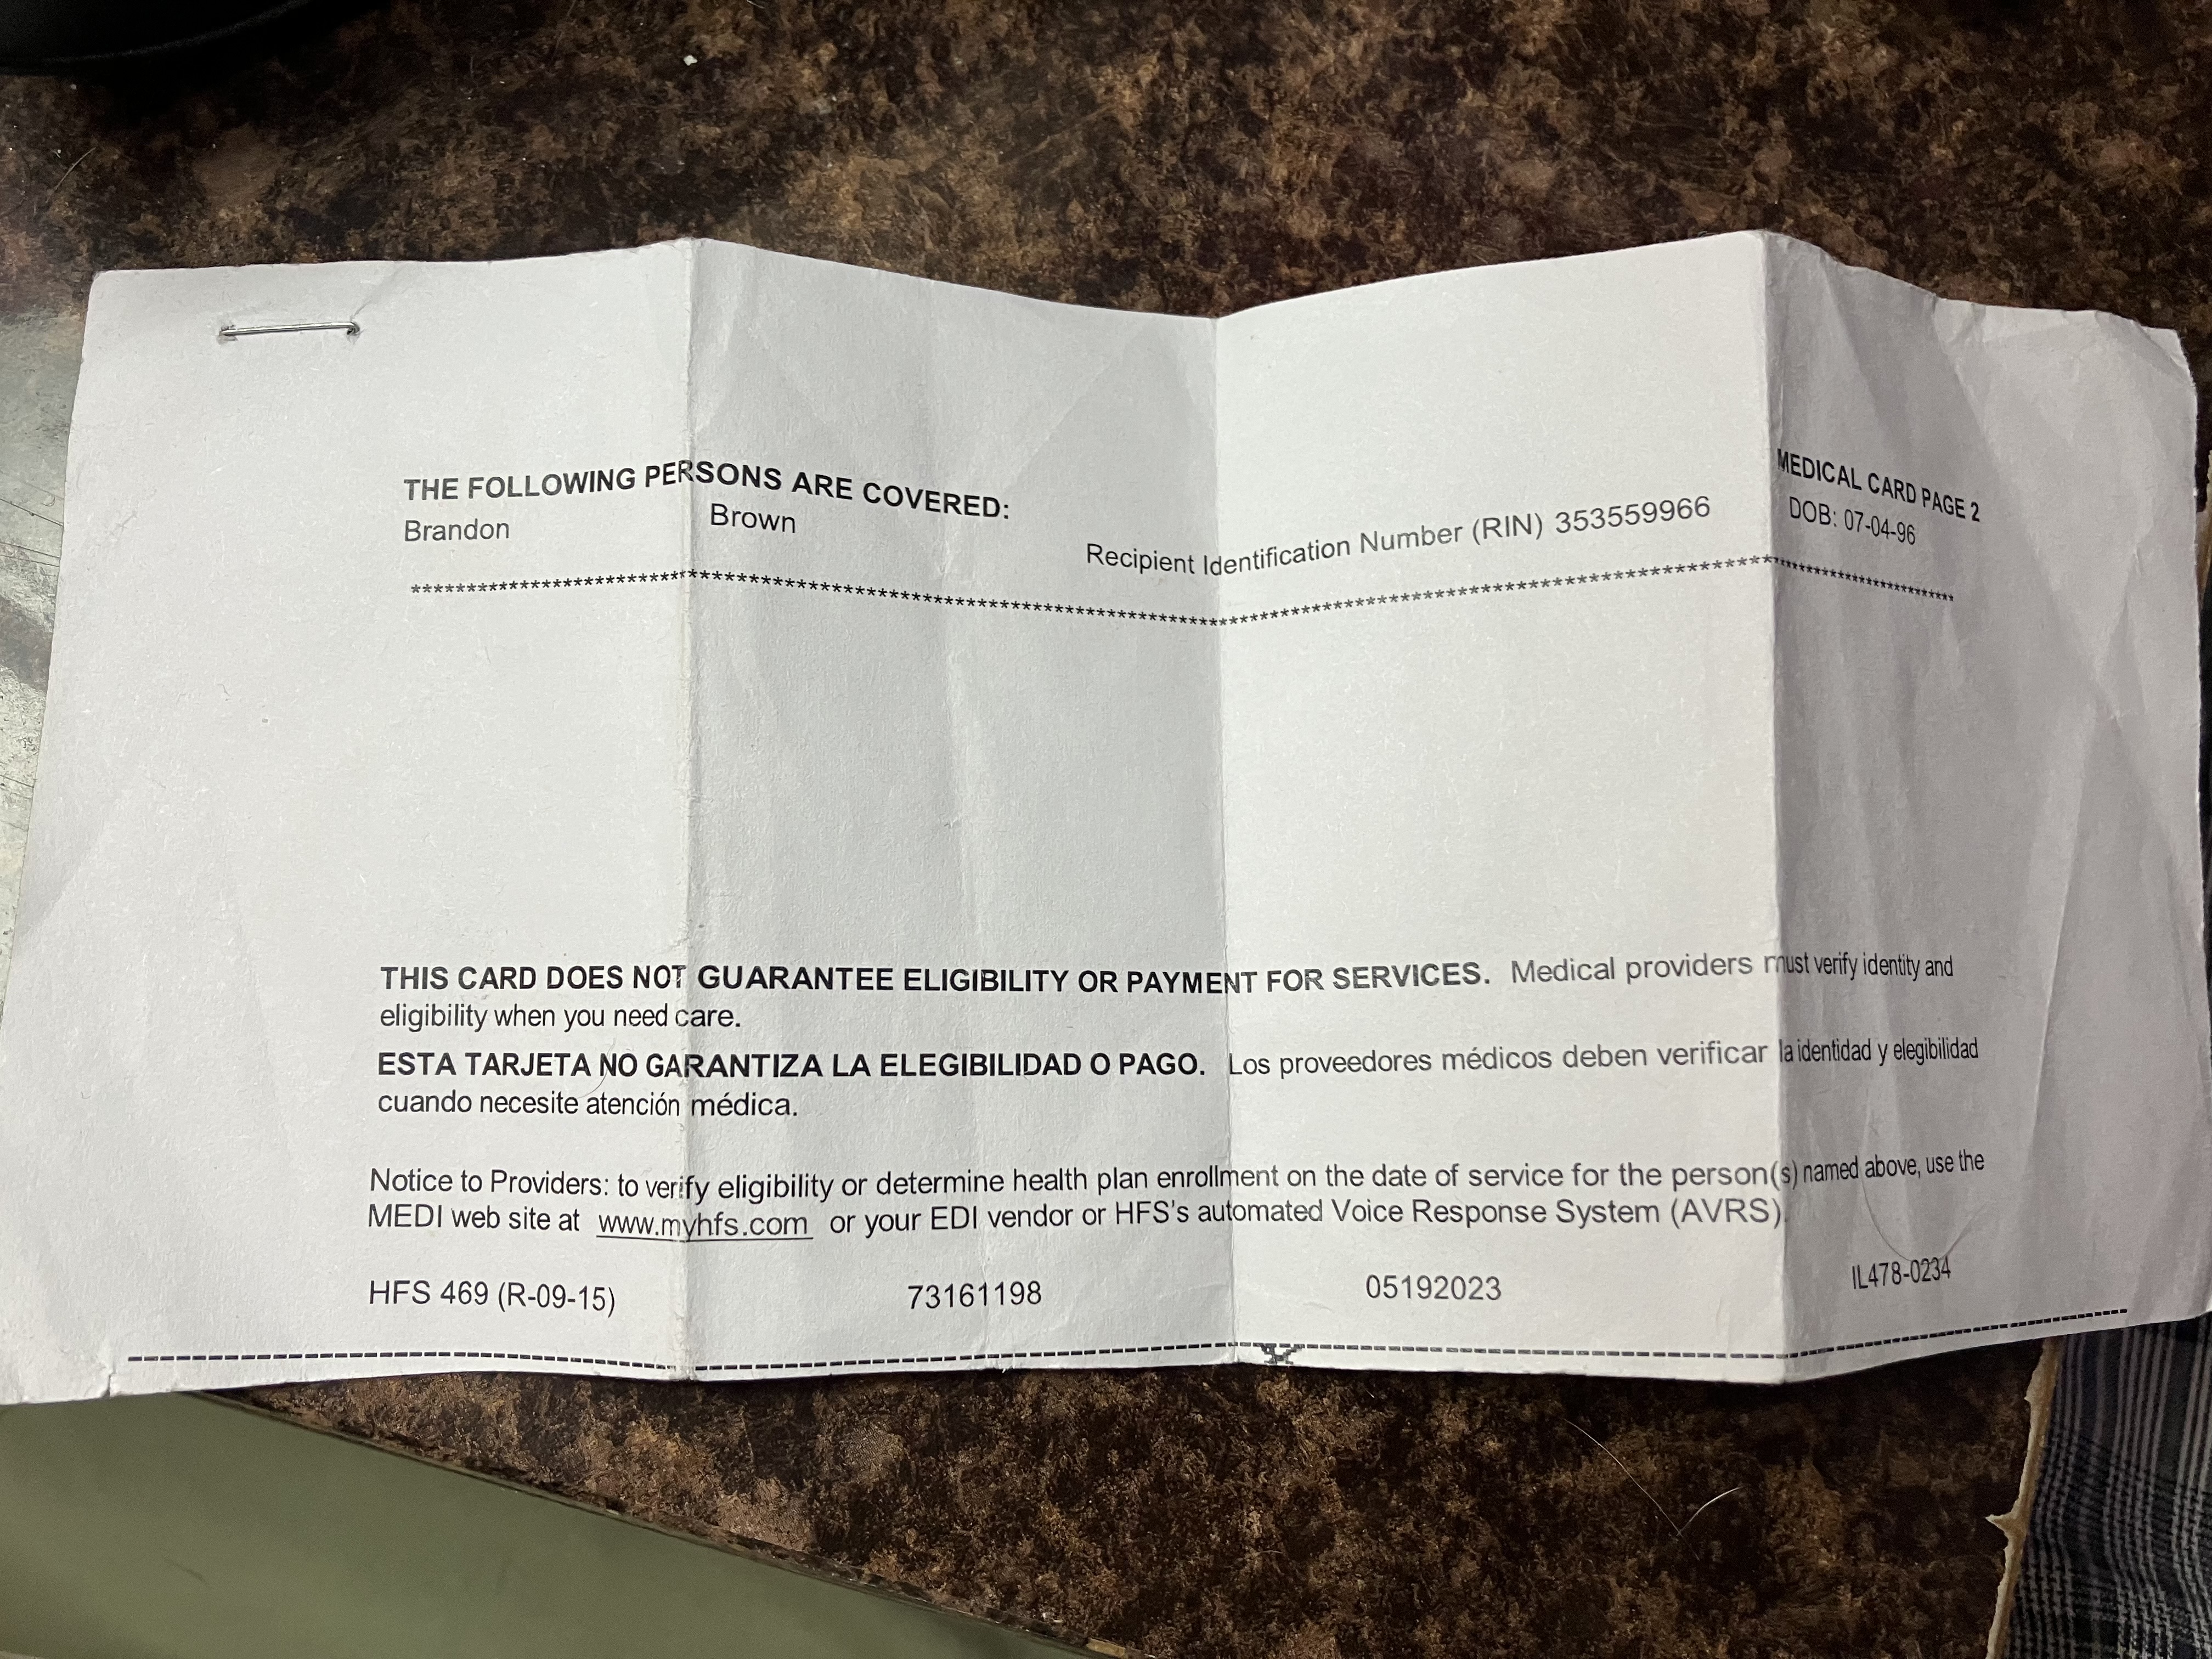 MEDICAL CARD PAGE 2
THE FOLLOWING PERSONS ARE COVERED:
Brandon Brown Recipient Identification Number (RIN) 353559966 DOB: 07-04-96
THIS CARD DOES NOT GUARANTEE ELIGIBILITY OR PAYMENT FOR SERVICES. Medical providers must verify identity and
eligibility when you need care.
ESTA TARJETA NO GARANTIZA LA ELEGIBILIDAD O PAGO. Los proveedores médicos deben verificar la identidad y elegibilidad
cuando necesite atención médica.
Notice to Providers: to verify eligibility or determine health plan enrollment on the date of service for the person(s) named above, use the
MEDI web site at www.myhfs.com or your EDI vendor or HFS's automated Voice Response System (AVRS).
HFS 469 (R-09-15) 73161198 05192023 IL478-0234